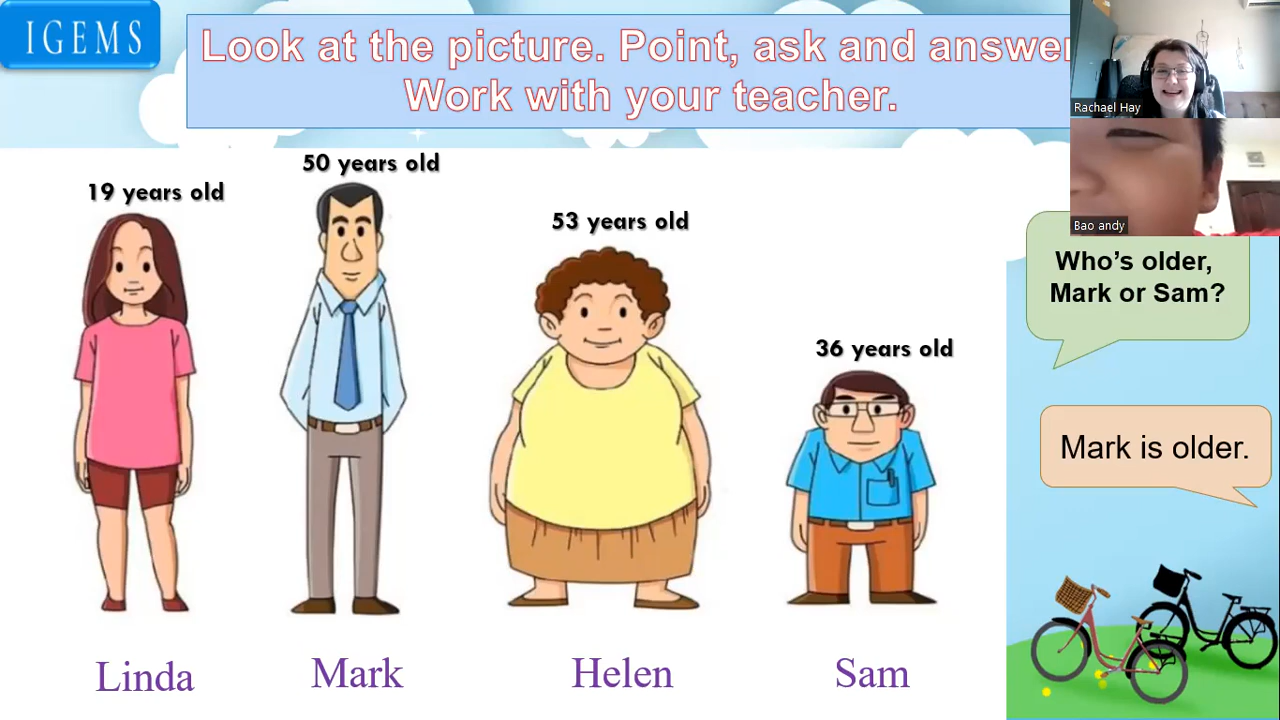 IGEMS
Look at the picture. Point, ask and answer
Work with your teacher.
Rachael Hay
Bao andy
19 years old
50 years old
53 years old
36 years old
Who's older,
Mark or Sam?
Mark is older.
Linda
Mark
Helen
Sam